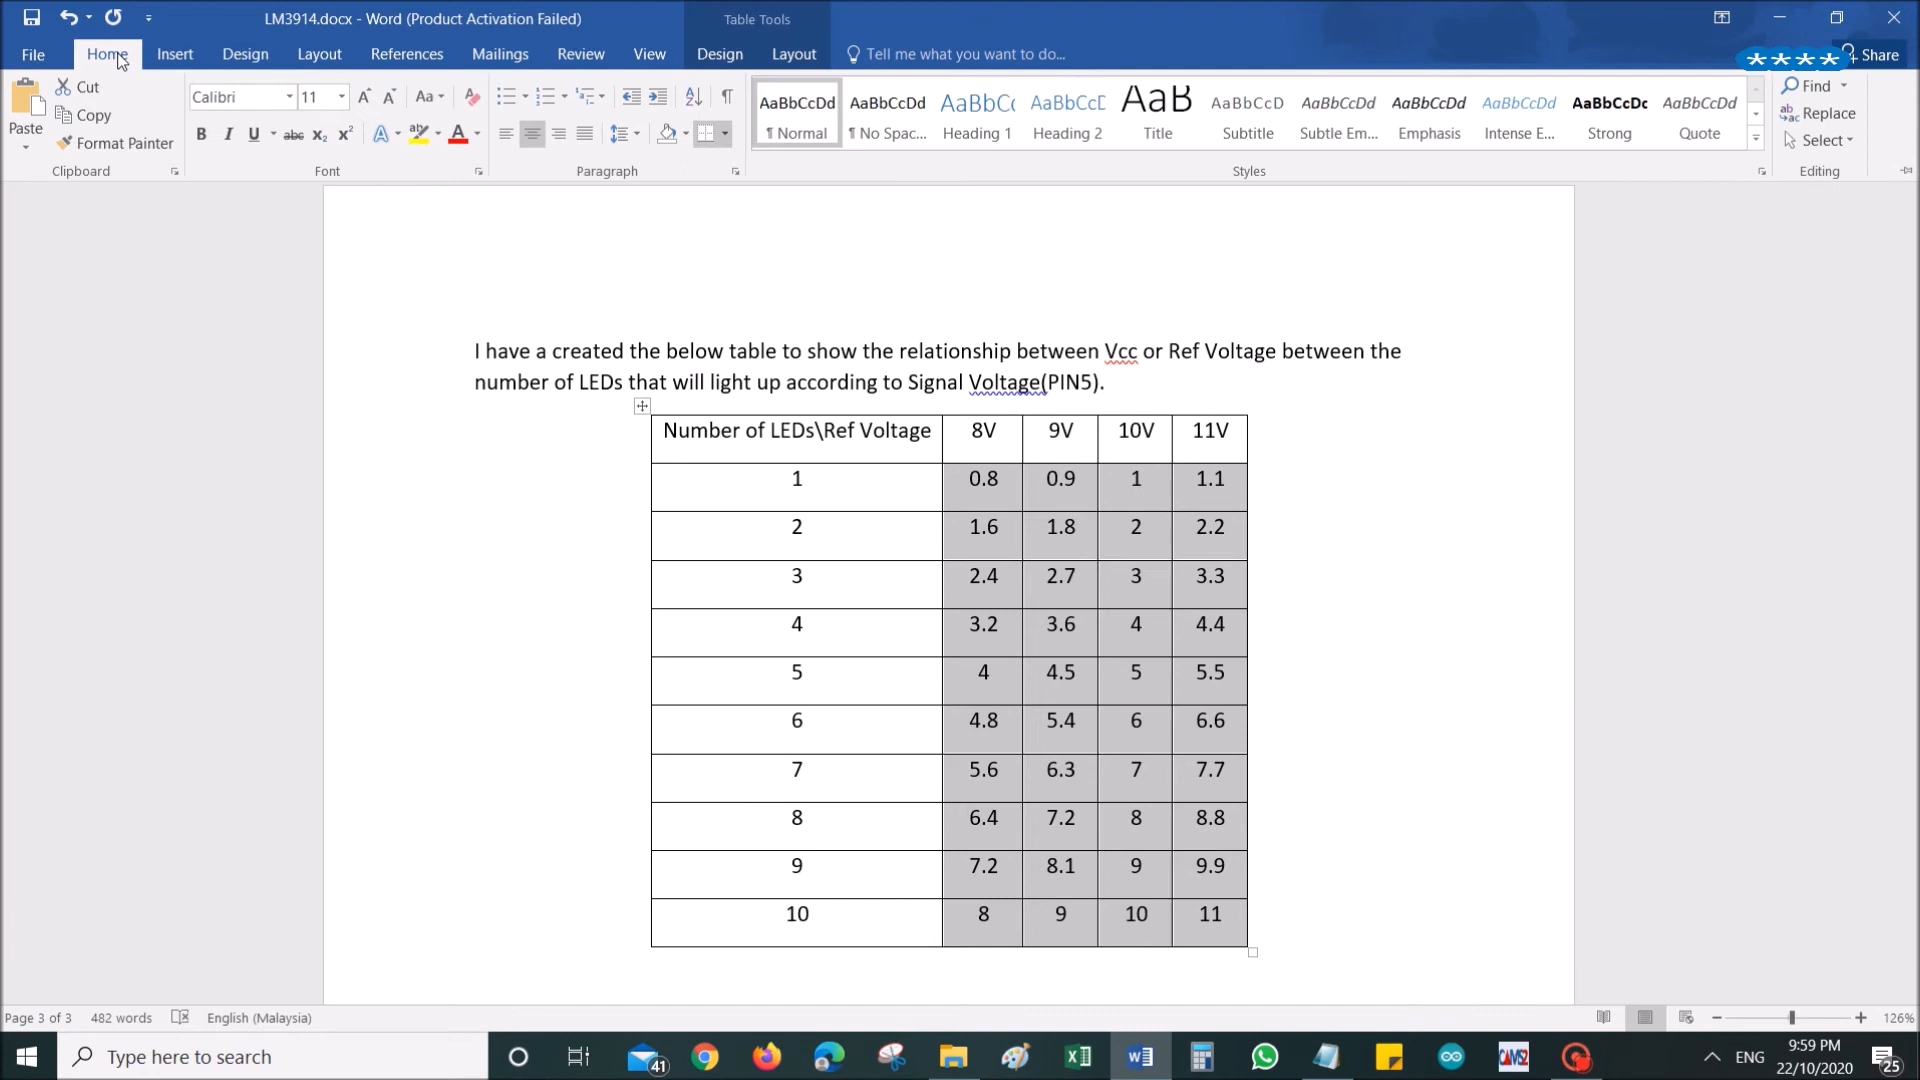 LM3914.docx - Word (Product Activation Failed)
Table Tools
File Home Insert Design Layout References Mailings Review View Design Layout Tell me what you want to do... **** Share
Paste
Cut
Copy
Format Painter
Clipboard
Calibri 11
Aa
B I U abc x₂ x² A A
Font
Paragraph
AaBbCcDd AaBbCcDd AaBbC AaBbCcD AaB AaBbCcD AaBbCcDd AaBbCcDd AaBbCcDd AaBbCcDc AaBbCcDd
¶ Normal ¶ No Spac... Heading 1 Heading 2 Title Subtitle Subtle Em... Emphasis Intense E... Strong Quote
Styles
Find
Replace
Select
Editing
I have a created the below table to show the relationship between Vcc or Ref Voltage between the
number of LEDs that will light up according to Signal Voltage(PIN5).
Number of LEDs\Ref Voltage 8V 9V 10V 11V
1 0.8 0.9 1 1.1
2 1.6 1.8 2 2.2
3 2.4 2.7 3 3.3
4 3.2 3.6 4 4.4
5 4 4.5 5 5.5
6 4.8 5.4 6 6.6
7 5.6 6.3 7 7.7
8 6.4 7.2 8 8.8
9 7.2 8.1 9 9.9
10 8 9 10 11
Page 3 of 3 482 words English (Malaysia) 126%
Type here to search
41
CAMS2
ENG
9:59 PM
22/10/2020
25